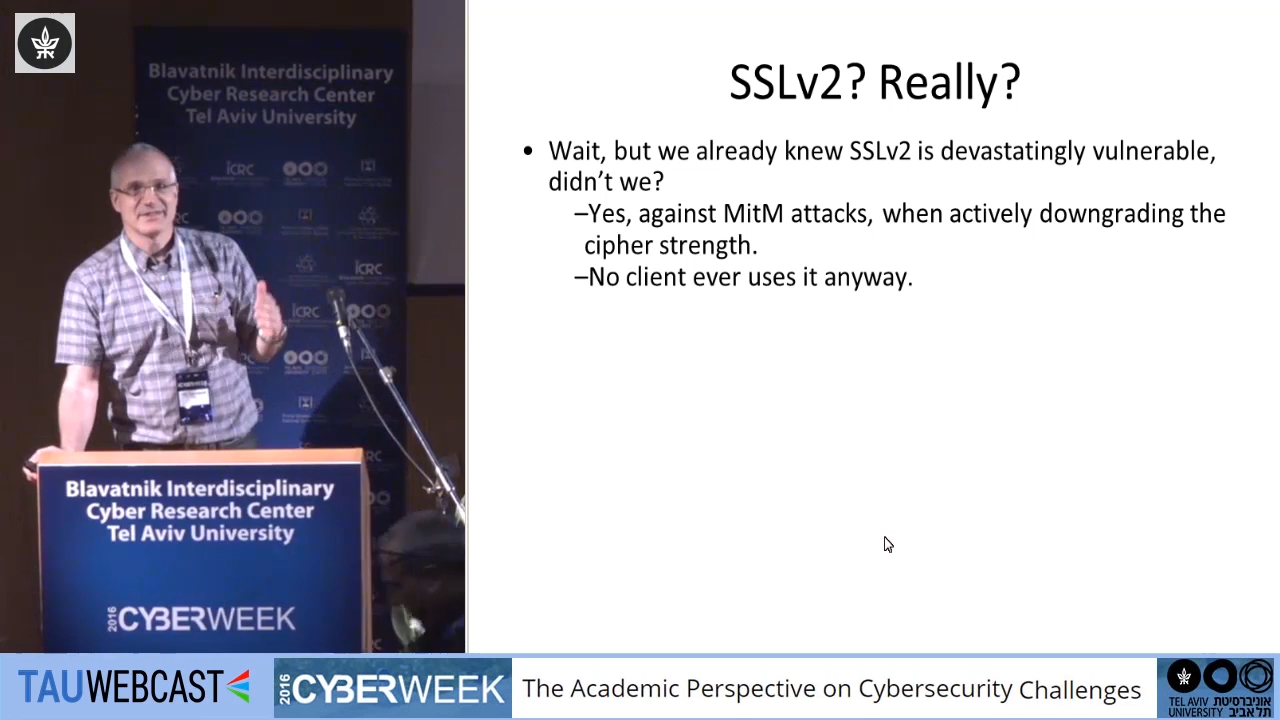 Blavatnik Interdisciplinary
Cyber Research Center
Tel Aviv University
ICRC
ICRC
ICRC
Blavatnik Interdisciplinary
Cyber Research Center
Tel Aviv University
2016 CYBERWEEK
SSLv2? Really?
• Wait, but we already knew SSLv2 is devastatingly vulnerable,
didn’t we?
–Yes, against MitM attacks, when actively downgrading the
cipher strength.
–No client ever uses it anyway.
TAUWEBCAST
2016 CYBERWEEK
The Academic Perspective on Cybersecurity Challenges
TEL AVIV אוניברסיטת
UNIVERSITY תל אביב